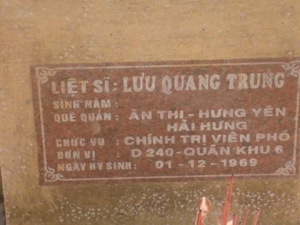 LIỆT SĨ: LƯU QUANG TRUNG
SINH NĂM :
QUÊ QUÁN : ÂN THI - HƯNG YÊN
HẢI HƯNG
CHỨC VỤ : CHÍNH TRỊ VIÊN PHÓ
ĐƠN VỊ : D 240-QUÂN KHU 6
NGÀY HY SINH: 01-12-1969